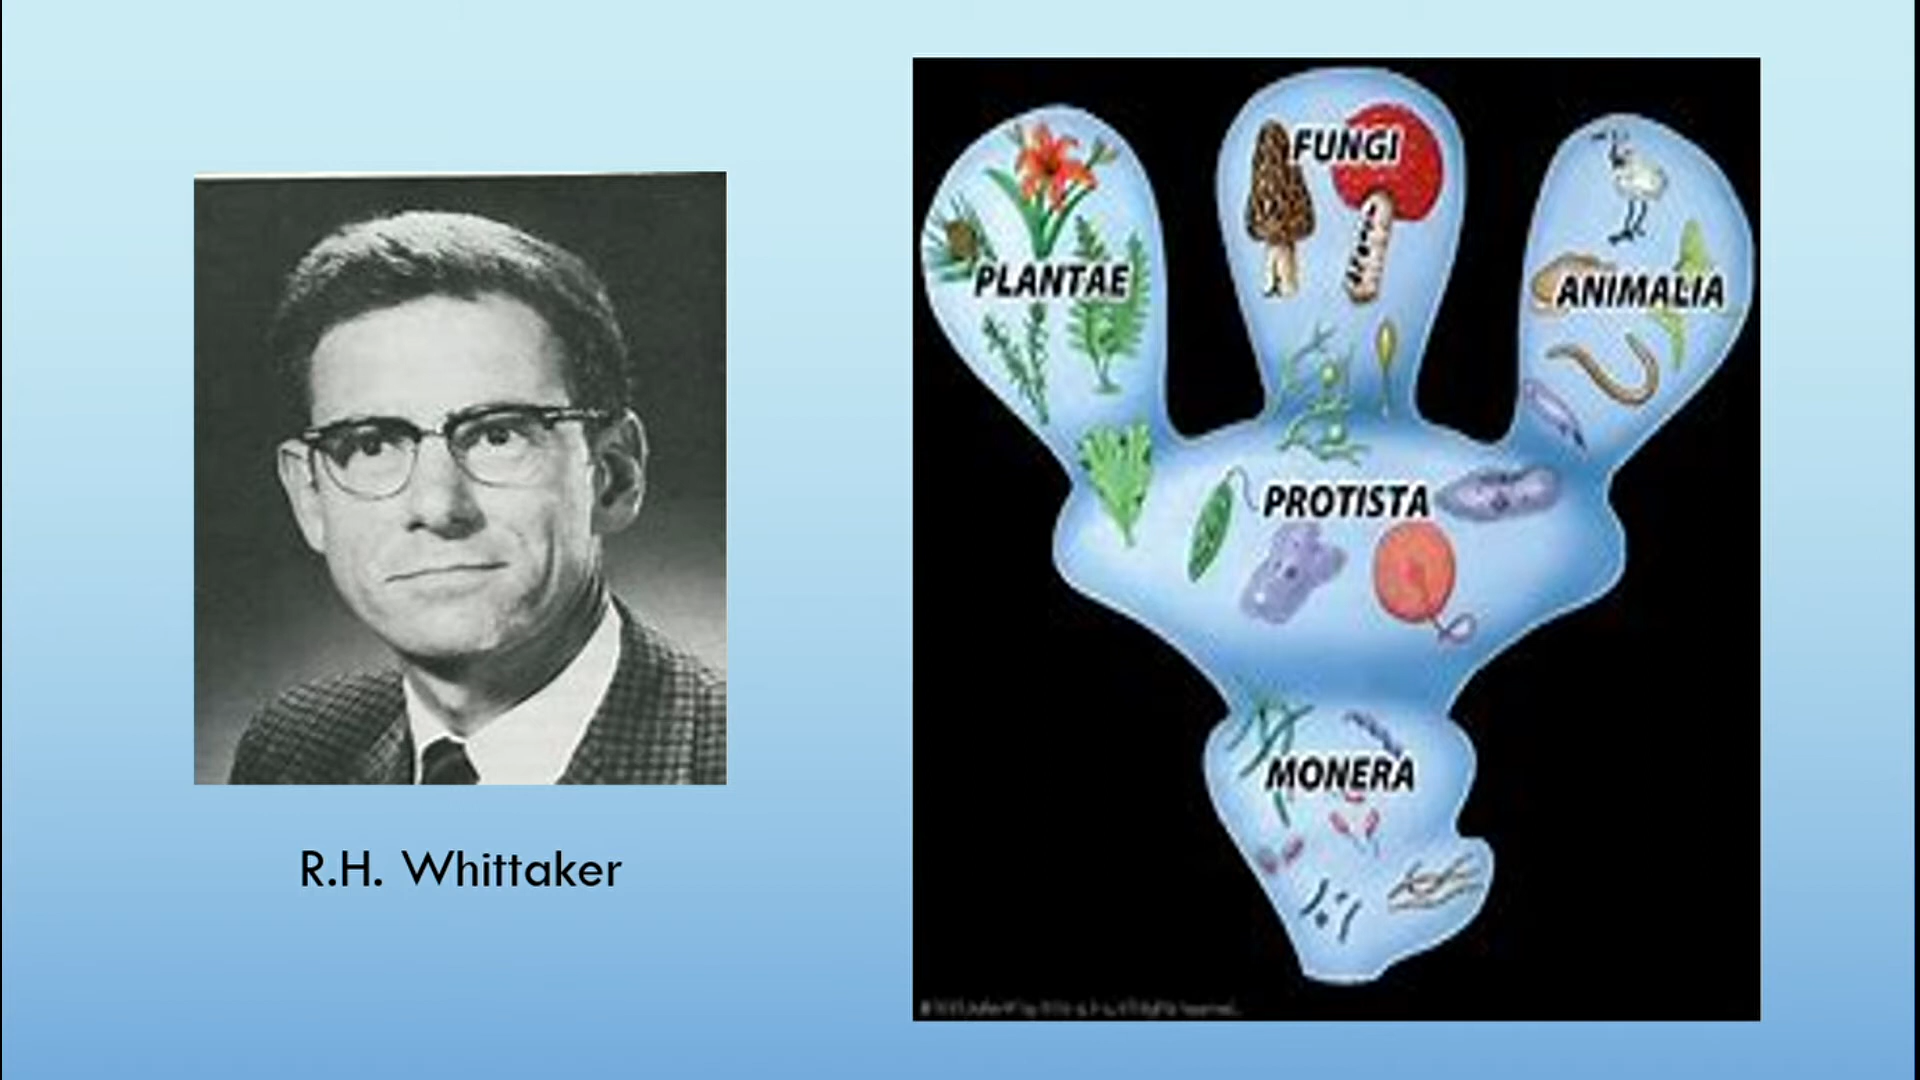 R.H. Whittaker
FUNGI
PLANTAE
ANIMALIA
PROTISTA
MONERA